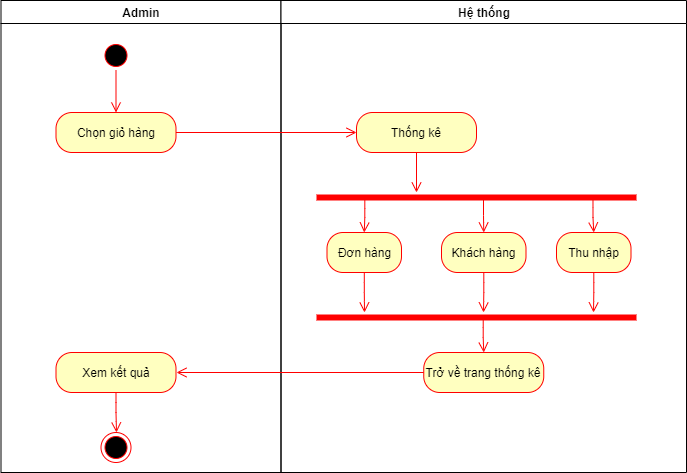 Admin
Hệ thống
Chọn giỏ hàng
Thống kê
Đơn hàng
Khách hàng
Thu nhập
Xem kết quả
Trở về trang thống kê